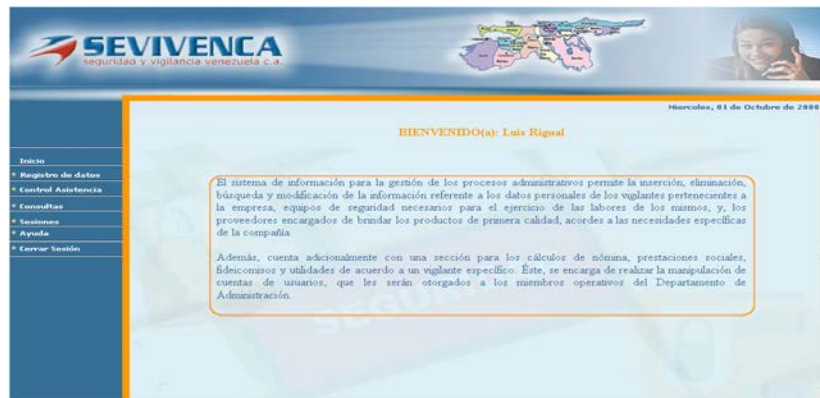 SEVIVENCA
seguridad y vigilancia venezuela c.a.
Miercoles, 01 de Octubre de 2008
BIENVENIDO(a): Luis Rigual
Inicio
Registro de datos
Control Asistencia
Consultas
Sesiones
Ayuda
Cerrar Sesión
El sistema de información para la gestión de los procesos administrativos permite la inserción, eliminación,
búsqueda y modificación de la información referente a los datos personales de los vigilantes pertenecientes a
la empresa, equipos de seguridad necesarios para el ejercicio de las labores de los mismos, y, los
proveedores encargados de brindar los productos de primera calidad, acordes a las necesidades específicas
de la compañía.
Además, cuenta adicionalmente con una sección para los cálculos de nómina, prestaciones sociales,
fideicomisos y utilidades de acuerdo a un vigilante específico. Éste, se encarga de realizar la manipulación de
cuentas de usuarios, que les serán otorgados a los miembros operativos del Departamento de
Administración.